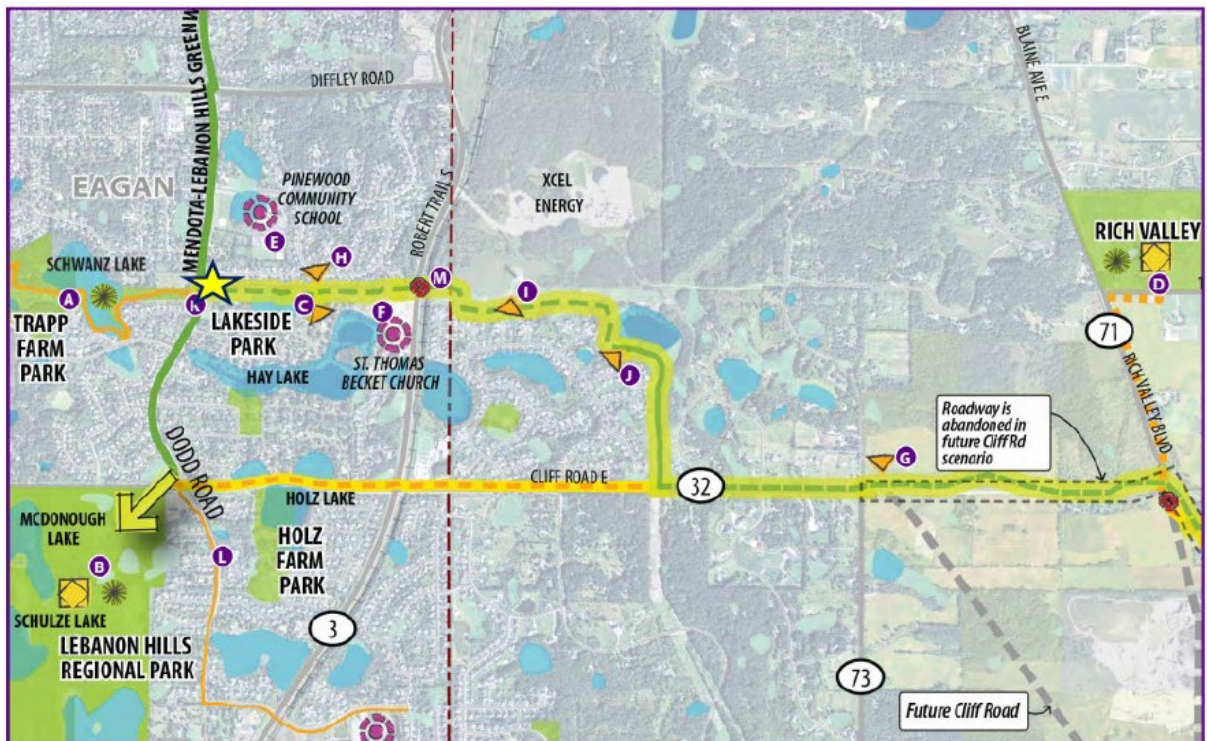 MENDOTA-LEBANON HILLS GREENW
DIFFLEY ROAD
BLAINE AVE E
EAGAN
PINEWOOD
COMMUNITY
SCHOOL
E
ROBERT TRAIL S
XCEL
ENERGY
RICH VALLEY
D
SCHWANZ LAKE
H
M
I
A
K
C
F
TRAPP
FARM
PARK
LAKESIDE
PARK
71
ST. THOMAS
BECKET CHURCH
HAY LAKE
J
RICH VALLEY BLVD
Roadway is
abandoned in
future Cliff Rd
scenario
DODD ROAD
G
CLIFF ROAD E
32
HOLZ LAKE
MCDONOUGH
LAKE
HOLZ
FARM
PARK
L
B
SCHULZE LAKE
3
LEBANON HILLS
REGIONAL PARK
73
Future Cliff Road